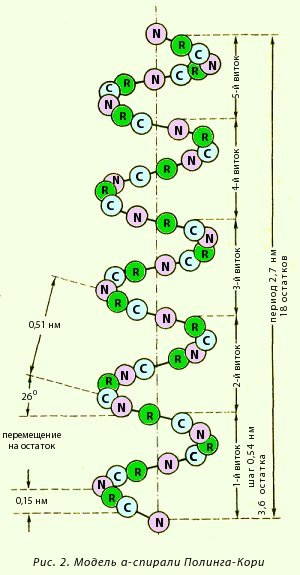 N
R
C
N
R
C
N
R
C
N
R
C
N
R
C
N
R
C
N
R
C
N
R
C
N
R
C
N
R
C
N
R
C
N
R
C
N
R
C
N
R
C
N
R
C
N
R
C
N
R
C
N
R
C
N
5-й виток
4-й виток
3-й виток
2-й виток
1-й виток
шаг 0,54 нм
3,6 остатка
период 2,7 нм
18 остатков
0,51 нм
26°
перемещение
на остаток
0,15 нм
Рис. 2. Модель а-спирали Полинга-Кори